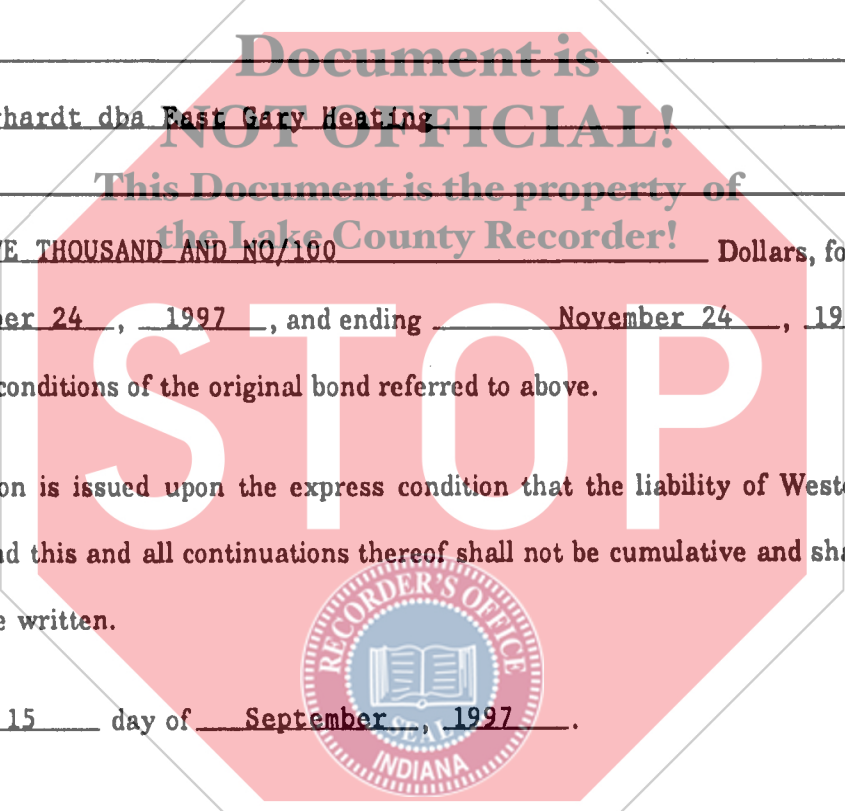 Document is
NOT OFFICIAL!
hardt dba East Gary Heating
This Document is the property of
the Lake County Recorder!
E THOUSAND AND NO/100 Dollars, fo
er 24, 1997, and ending November 24, 19
conditions of the original bond referred to above.
STOP
on is issued upon the express condition that the liability of West
d this and all continuations thereof shall not be cumulative and sha
e written.
RECORDER'S OFFICE
15 day of September, 1997.
SEAL
INDIANA